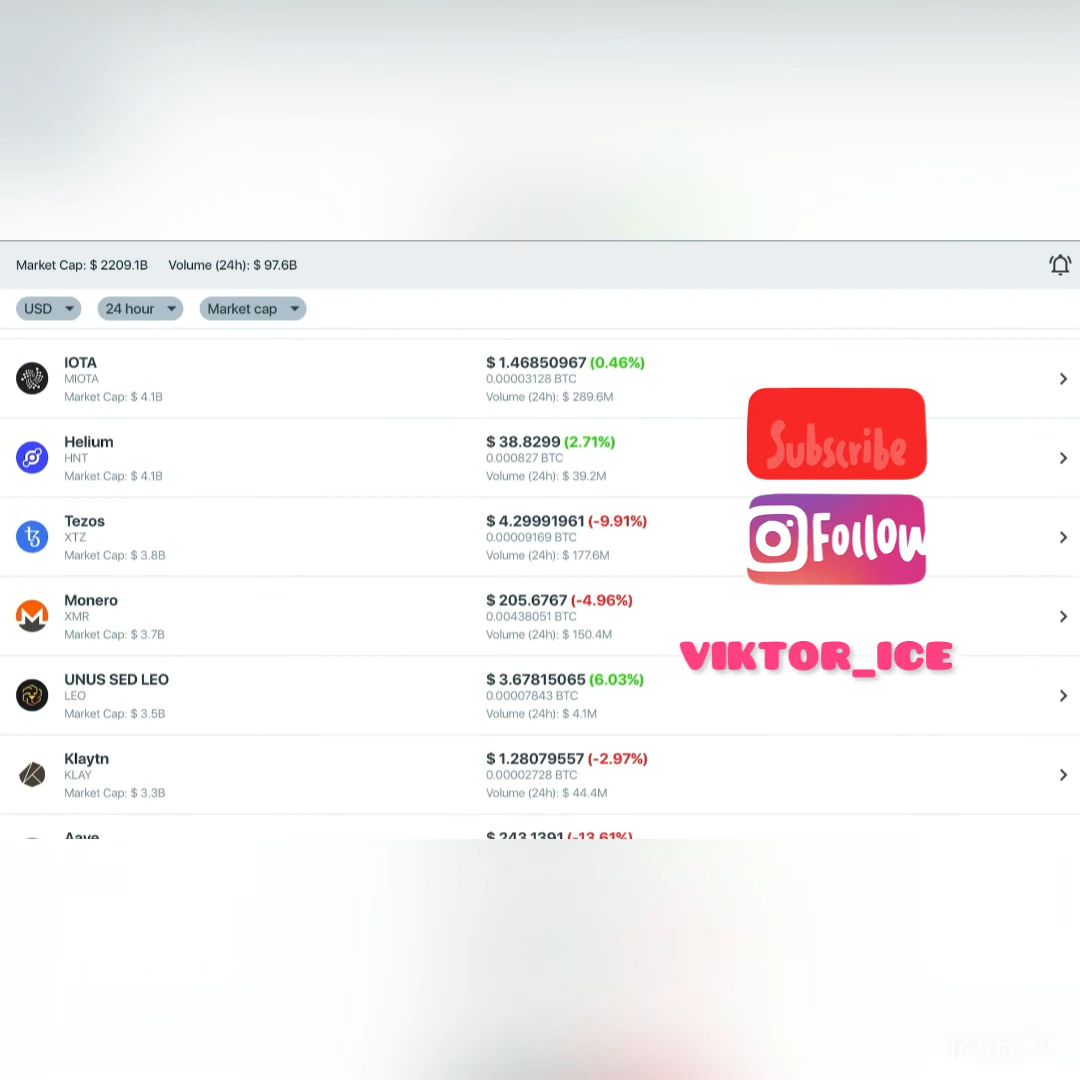 Market Cap: $ 2209.1B Volume (24h): $ 97.6B
USD 24 hour Market cap
IOTA
MIOTA
Market Cap: $ 4.1B
$ 1.46850967 (0.46%)
0.00003128 BTC
Volume (24h): $ 289.6M
Helium
HNT
Market Cap: $ 4.1B
$ 38.8299 (2.71%)
0.000827 BTC
Volume (24h): $ 39.2M
Tezos
XTZ
Market Cap: $ 3.8B
$ 4.29991961 (-9.91%)
0.00009169 BTC
Volume (24h): $ 177.6M
Monero
XMR
Market Cap: $ 3.7B
$ 205.6767 (-4.96%)
0.00438051 BTC
Volume (24h): $ 150.4M
UNUS SED LEO
LEO
Market Cap: $ 3.5B
$ 3.67815065 (6.03%)
0.00007843 BTC
Volume (24h): $ 4.1M
Klaytn
KLAY
Market Cap: $ 3.3B
$ 1.28079557 (-2.97%)
0.00002728 BTC
Volume (24h): $ 44.4M
Aave
$ 243.1391 (-13.61%)
Subscribe
Follow
VIKTOR_ICE